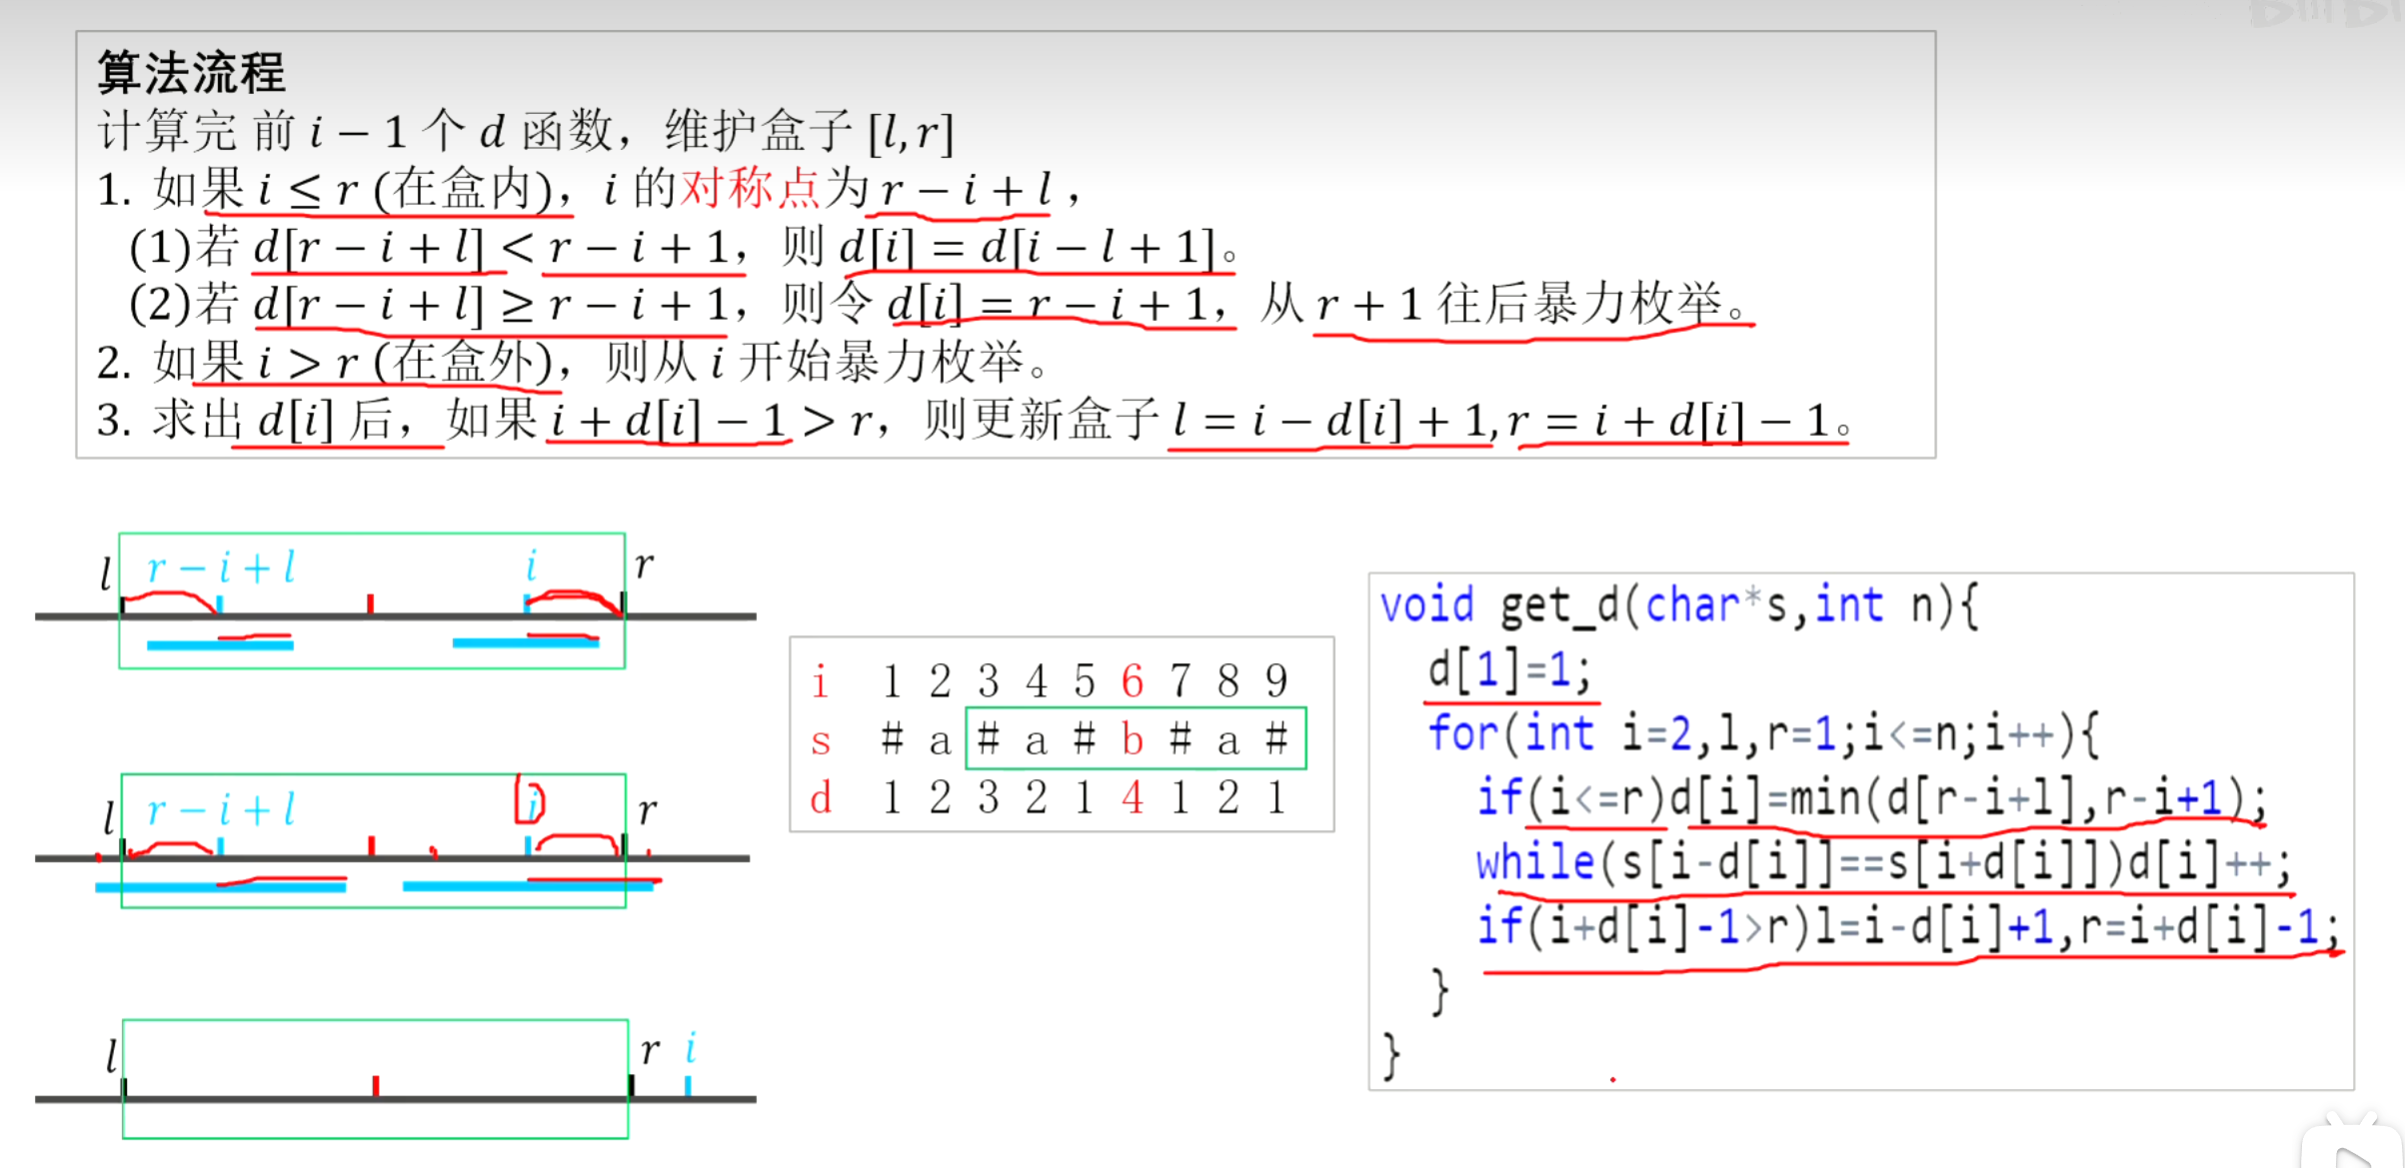 算法流程
计算完 前 i − 1 个 d 函数，维护盒子 [l, r]
1. 如果 i ≤ r (在盒内)，i 的对称点为 r − i + l，
(1)若 d[r − i + l] < r − i + 1，则 d[i] = d[i − l + 1]。
(2)若 d[r − i + l] ≥ r − i + 1，则令 d[i] = r − i + 1，从 r + 1 往后暴力枚举。
2. 如果 i > r (在盒外)，则从 i 开始暴力枚举。
3. 求出 d[i] 后，如果 i + d[i] − 1 > r，则更新盒子 l = i − d[i] + 1, r = i + d[i] − 1。
l r − i + l i r
l r − i + l i r
l r i
i 1 2 3 4 5 6 7 8 9
s # a # a # b # a #
d 1 2 3 2 1 4 1 2 1
void get_d(char*s,int n){
d[1]=1;
for(int i=2,l,r=1;i<=n;i++){
if(i<=r)d[i]=min(d[r-i+l],r-i+1);
while(s[i-d[i]]==s[i+d[i]])d[i]++;
if(i+d[i]-1>r)l=i-d[i]+1,r=i+d[i]-1;
}
}